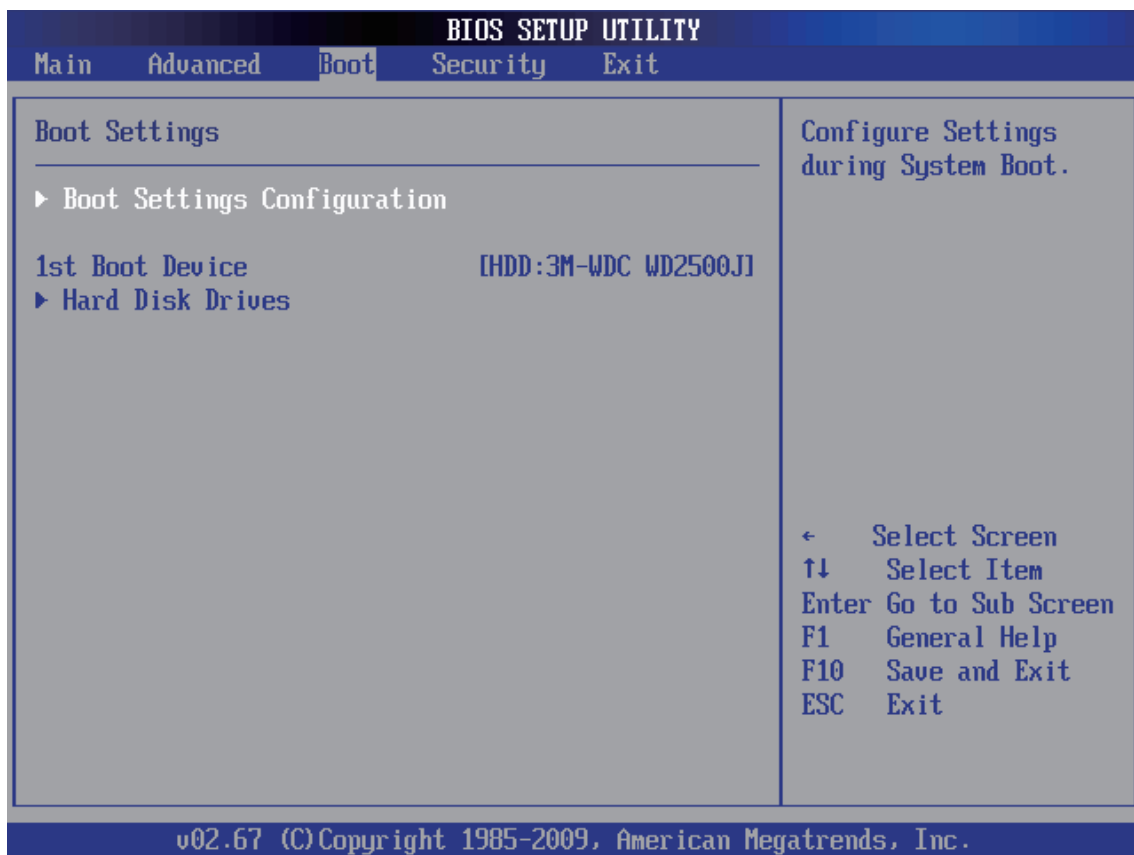 BIOS SETUP UTILITY
Main Advanced Boot Security Exit
Boot Settings
▶ Boot Settings Configuration
1st Boot Device [HDD:3M-WDC WD2500J]
▶ Hard Disk Drives
Configure Settings
during System Boot.
← Select Screen
↑↓ Select Item
Enter Go to Sub Screen
F1 General Help
F10 Save and Exit
ESC Exit
v02.67 (C)Copyright 1985-2009, American Megatrends, Inc.